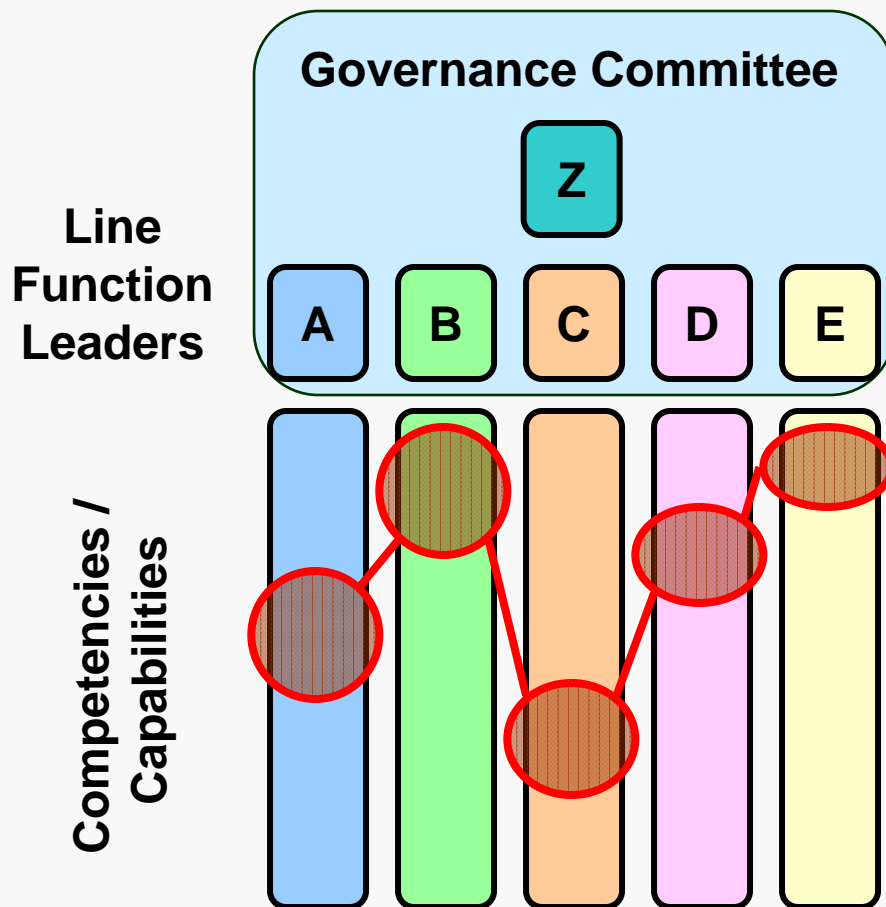 Governance Committee
Z
Line
Function
Leaders
A B C D E
Competencies /
Capabilities